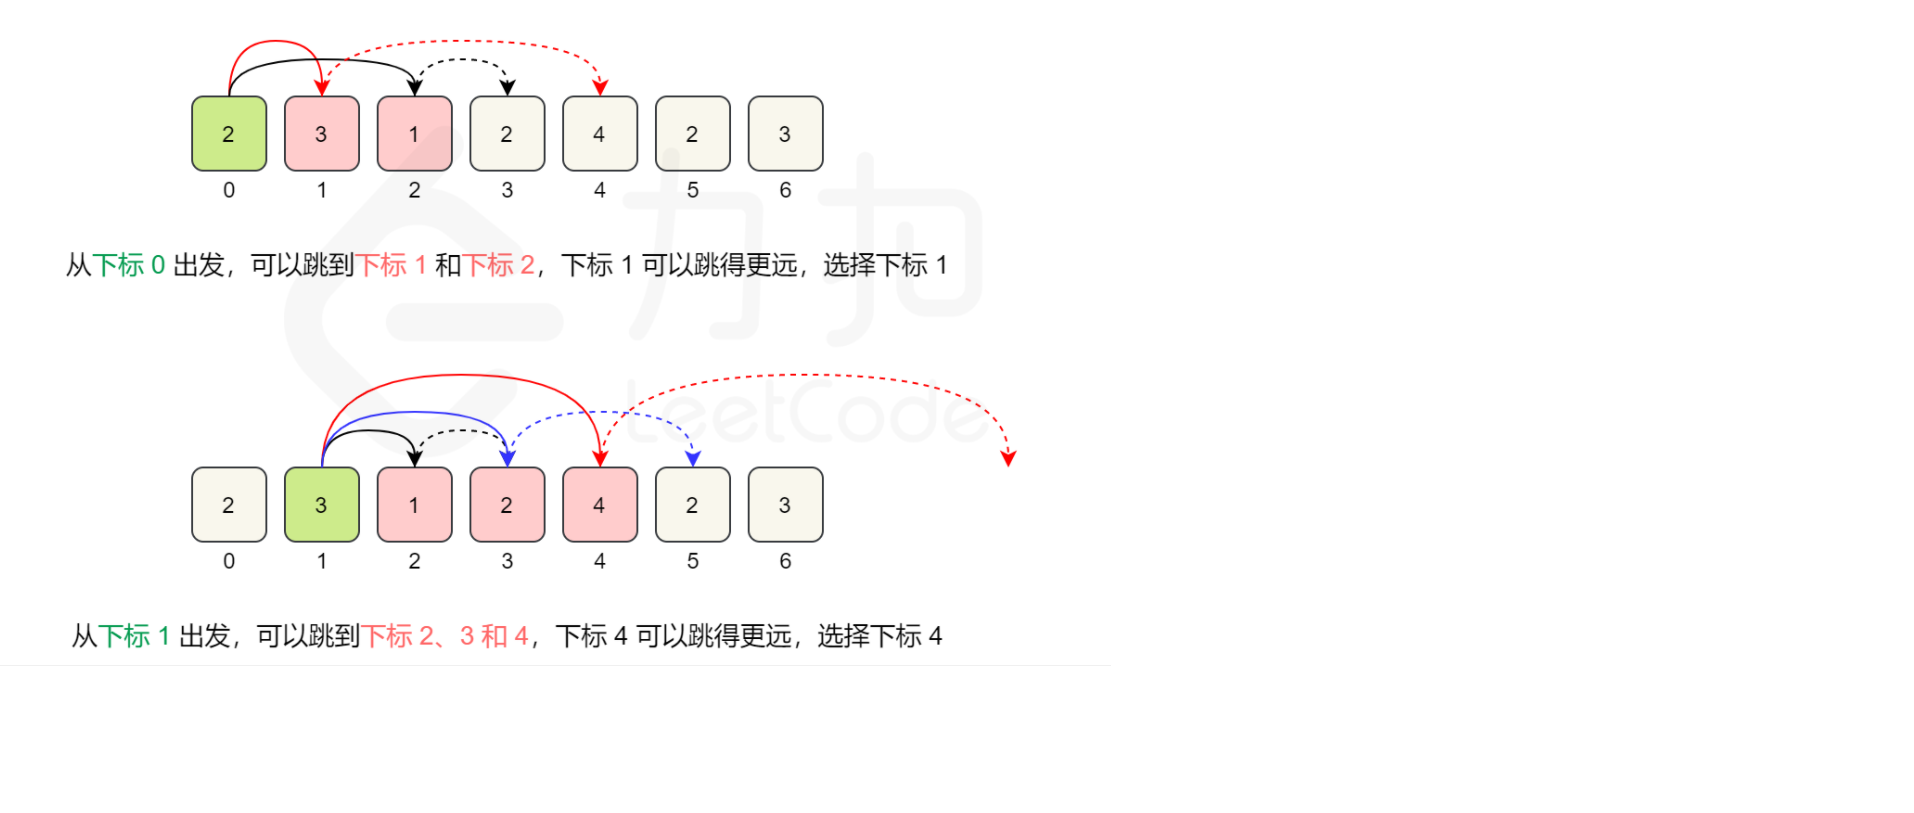 2 3 1 2 4 2 3
0 1 2 3 4 5 6
力扣
从下标 0 出发，可以跳到下标 1 和下标 2，下标 1 可以跳得更远，选择下标 1
LeetCode
2 3 1 2 4 2 3
0 1 2 3 4 5 6
从下标 1 出发，可以跳到下标 2、3 和 4，下标 4 可以跳得更远，选择下标 4